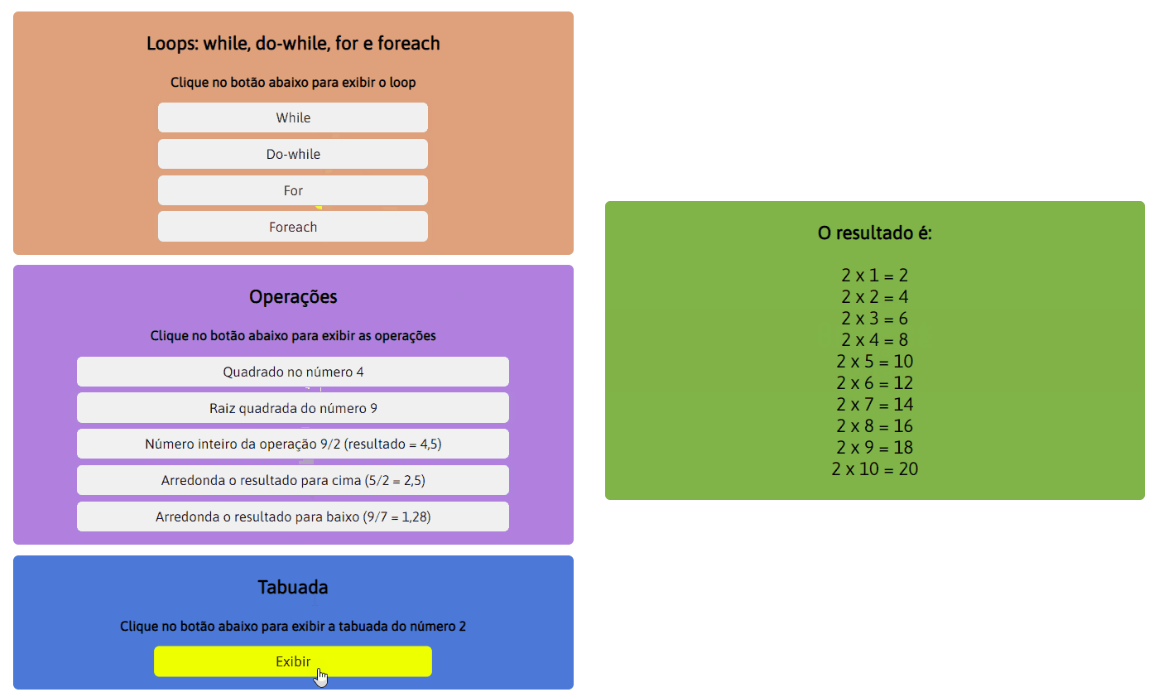 Loops: while, do-while, for e foreach
Clique no botão abaixo para exibir o loop
While
Do-while
For
Foreach
Operações
Clique no botão abaixo para exibir as operações
Quadrado no número 4
Raiz quadrada do número 9
Número inteiro da operação 9/2 (resultado = 4,5)
Arredonda o resultado para cima (5/2 = 2,5)
Arredonda o resultado para baixo (9/7 = 1,28)
Tabuada
Clique no botão abaixo para exibir a tabuada do número 2
Exibir
O resultado é:
2 x 1 = 2
2 x 2 = 4
2 x 3 = 6
2 x 4 = 8
2 x 5 = 10
2 x 6 = 12
2 x 7 = 14
2 x 8 = 16
2 x 9 = 18
2 x 10 = 20